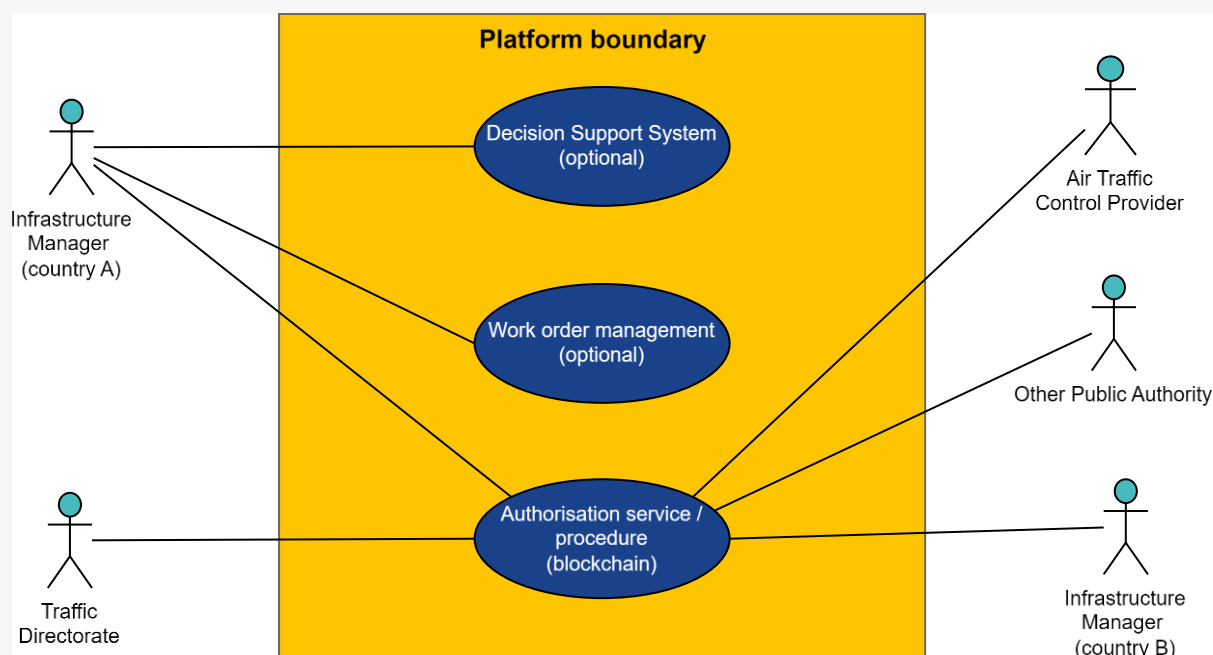 Platform boundary
Decision Support System
(optional)
Infrastructure
Manager
(country A)
Air Traffic
Control Provider
Work order management
(optional)
Other Public Authority
Authorisation service /
procedure
(blockchain)
Traffic
Directorate
Infrastructure
Manager
(country B)